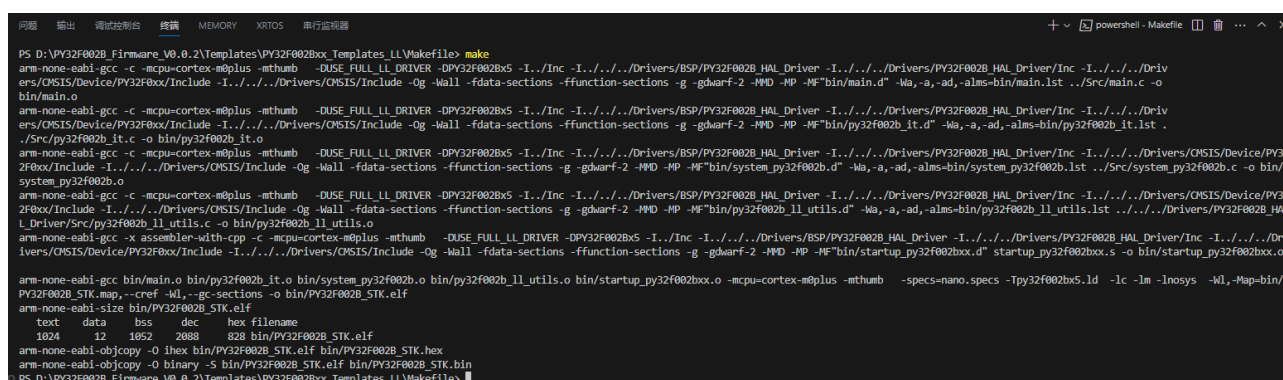 问题 输出 调试控制台 终端 MEMORY XRTOS 串行监视器 powershell - Makefile
PS D:\PY32F002B_Firmware_V0.0.2\Templates\PY32F002Bxx_Templates_LL\Makefile> make
arm-none-eabi-gcc -c -mcpu=cortex-m0plus -mthumb -DUSE_FULL_LL_DRIVER -DPY32F002Bx5 -I../Inc -I../../../Drivers/BSP/PY32F002B_HAL_Driver -I../../../Drivers/PY32F002B_HAL_Driver/Inc -I../../../Driv
ers/CMSIS/Device/PY32F0xx/Include -I../../../Drivers/CMSIS/Include -Og -Wall -fdata-sections -ffunction-sections -g -gdwarf-2 -MMD -MP -MF"bin/main.d" -Wa,-a,-ad,-alms=bin/main.lst ../Src/main.c -o
bin/main.o
arm-none-eabi-gcc -c -mcpu=cortex-m0plus -mthumb -DUSE_FULL_LL_DRIVER -DPY32F002Bx5 -I../Inc -I../../../Drivers/BSP/PY32F002B_HAL_Driver -I../../../Drivers/PY32F002B_HAL_Driver/Inc -I../../../Driv
ers/CMSIS/Device/PY32F0xx/Include -I../../../Drivers/CMSIS/Include -Og -Wall -fdata-sections -ffunction-sections -g -gdwarf-2 -MMD -MP -MF"bin/py32f002b_it.d" -Wa,-a,-ad,-alms=bin/py32f002b_it.lst .
./Src/py32f002b_it.c -o bin/py32f002b_it.o
arm-none-eabi-gcc -c -mcpu=cortex-m0plus -mthumb -DUSE_FULL_LL_DRIVER -DPY32F002Bx5 -I../Inc -I../../../Drivers/BSP/PY32F002B_HAL_Driver -I../../../Drivers/PY32F002B_HAL_Driver/Inc -I../../../Drivers/CMSIS/Device/PY3
2F0xx/Include -I../../../Drivers/CMSIS/Include -Og -Wall -fdata-sections -ffunction-sections -g -gdwarf-2 -MMD -MP -MF"bin/system_py32f002b.d" -Wa,-a,-ad,-alms=bin/system_py32f002b.lst ../Src/system_py32f002b.c -o bin/
system_py32f002b.o
arm-none-eabi-gcc -c -mcpu=cortex-m0plus -mthumb -DUSE_FULL_LL_DRIVER -DPY32F002Bx5 -I../Inc -I../../../Drivers/BSP/PY32F002B_HAL_Driver -I../../../Drivers/PY32F002B_HAL_Driver/Inc -I../../../Drivers/CMSIS/Device/PY3
2F0xx/Include -I../../../Drivers/CMSIS/Include -Og -Wall -fdata-sections -ffunction-sections -g -gdwarf-2 -MMD -MP -MF"bin/py32f002b_ll_utils.d" -Wa,-a,-ad,-alms=bin/py32f002b_ll_utils.lst ../../../Drivers/PY32F002B_HA
L_Driver/Src/py32f002b_ll_utils.c -o bin/py32f002b_ll_utils.o
arm-none-eabi-gcc -x assembler-with-cpp -c -mcpu=cortex-m0plus -mthumb -DUSE_FULL_LL_DRIVER -DPY32F002Bx5 -I../Inc -I../../../Drivers/BSP/PY32F002B_HAL_Driver -I../../../Drivers/PY32F002B_HAL_Driver/Inc -I../../../Dr
ivers/CMSIS/Device/PY32F0xx/Include -I../../../Drivers/CMSIS/Include -Og -Wall -fdata-sections -ffunction-sections -g -gdwarf-2 -MMD -MP -MF"bin/startup_py32f002bxx.d" startup_py32f002bxx.s -o bin/startup_py32f002bxx.o
arm-none-eabi-gcc bin/main.o bin/py32f002b_it.o bin/system_py32f002b.o bin/py32f002b_ll_utils.o bin/startup_py32f002bxx.o -mcpu=cortex-m0plus -mthumb -specs=nano.specs -Tpy32f002bx5.ld -lc -lm -lnosys -Wl,-Map=bin/
PY32F002B_STK.map,--cref -Wl,--gc-sections -o bin/PY32F002B_STK.elf
arm-none-eabi-size bin/PY32F002B_STK.elf
text data bss dec hex filename
1024 12 1052 2088 828 bin/PY32F002B_STK.elf
arm-none-eabi-objcopy -O ihex bin/PY32F002B_STK.elf bin/PY32F002B_STK.hex
arm-none-eabi-objcopy -O binary -S bin/PY32F002B_STK.elf bin/PY32F002B_STK.bin
PS D:\PY32F002B_Firmware_V0.0.2\Templates\PY32F002Bxx_Templates_LL\Makefile>